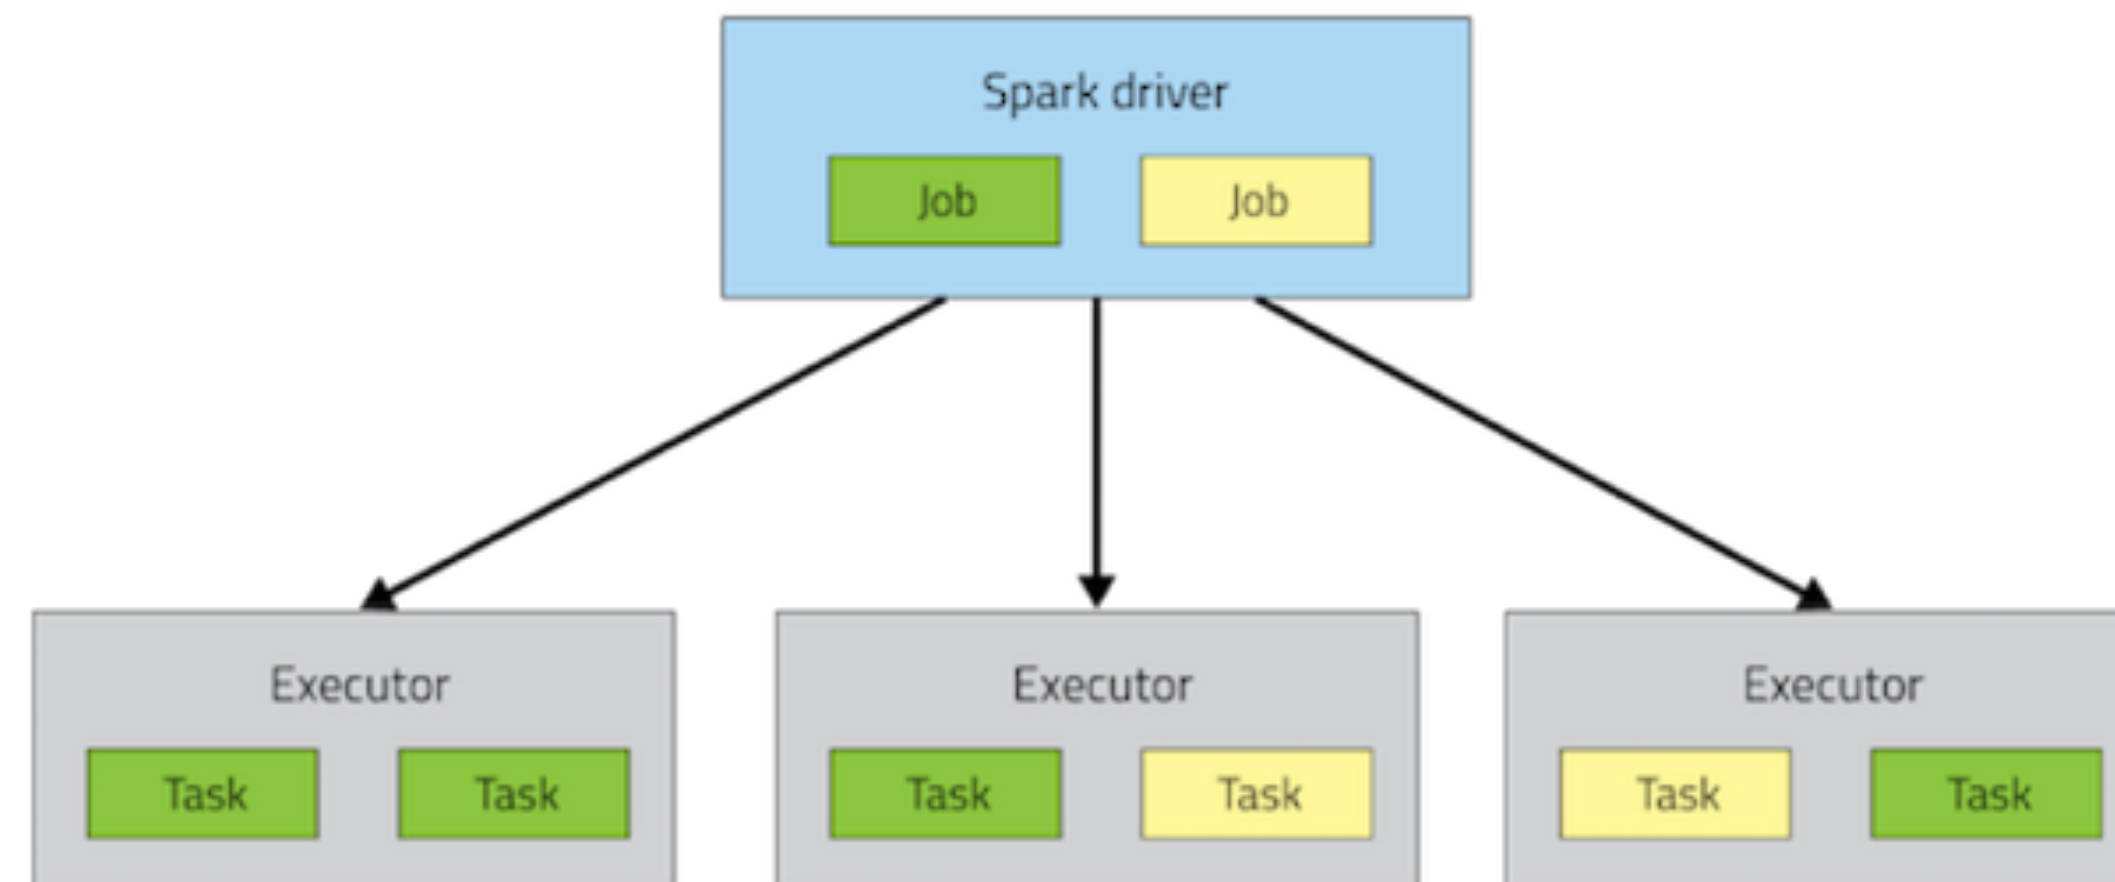 Spark driver
Job Job
Executor Executor Executor
Task Task Task Task Task Task